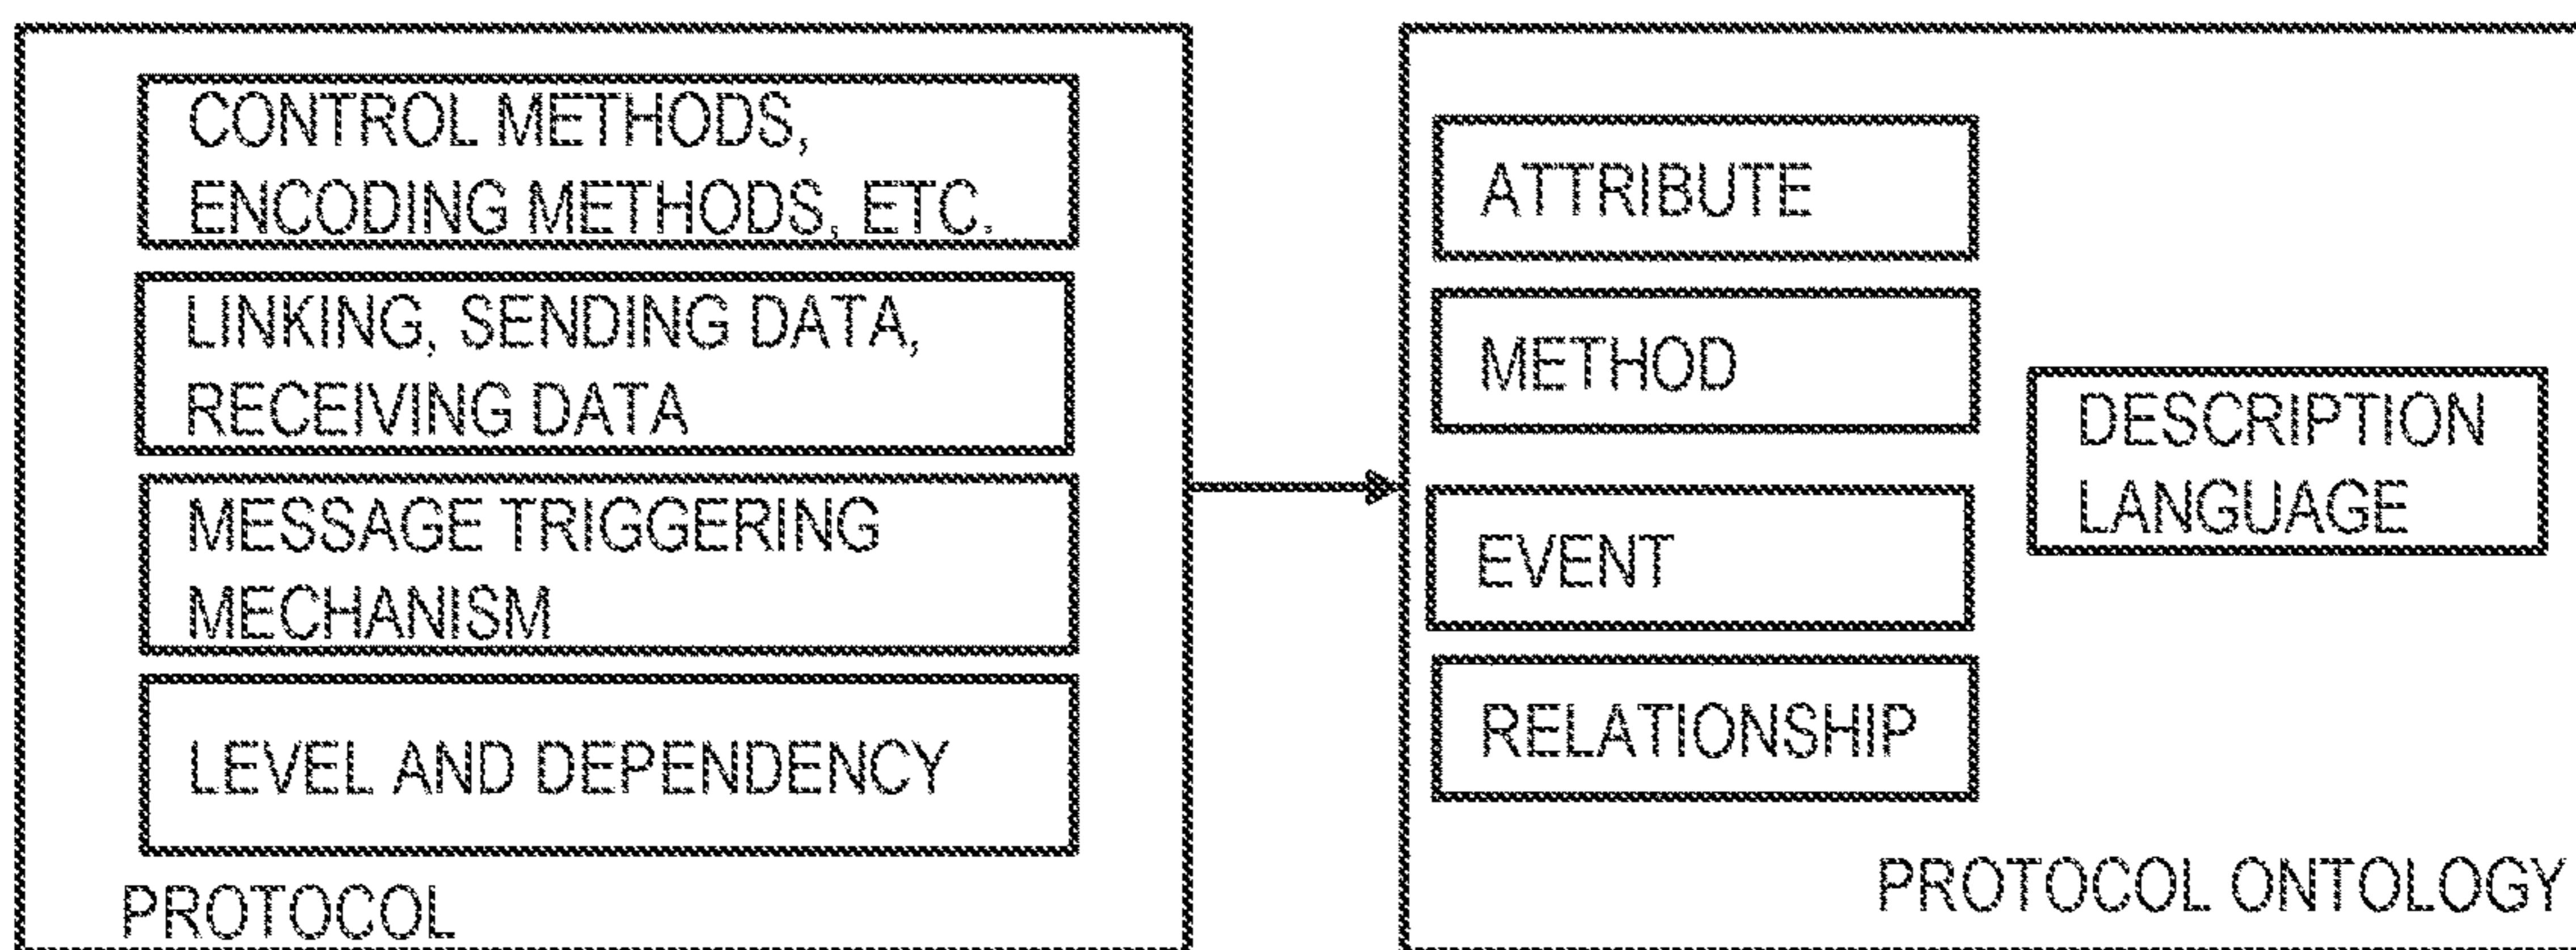 CONTROL METHODS,
ENCODING METHODS, ETC.
LINKING, SENDING DATA,
RECEIVING DATA
MESSAGE TRIGGERING
MECHANISM
LEVEL AND DEPENDENCY
PROTOCOL
ATTRIBUTE
METHOD
EVENT
RELATIONSHIP
DESCRIPTION
LANGUAGE
PROTOCOL ONTOLOGY